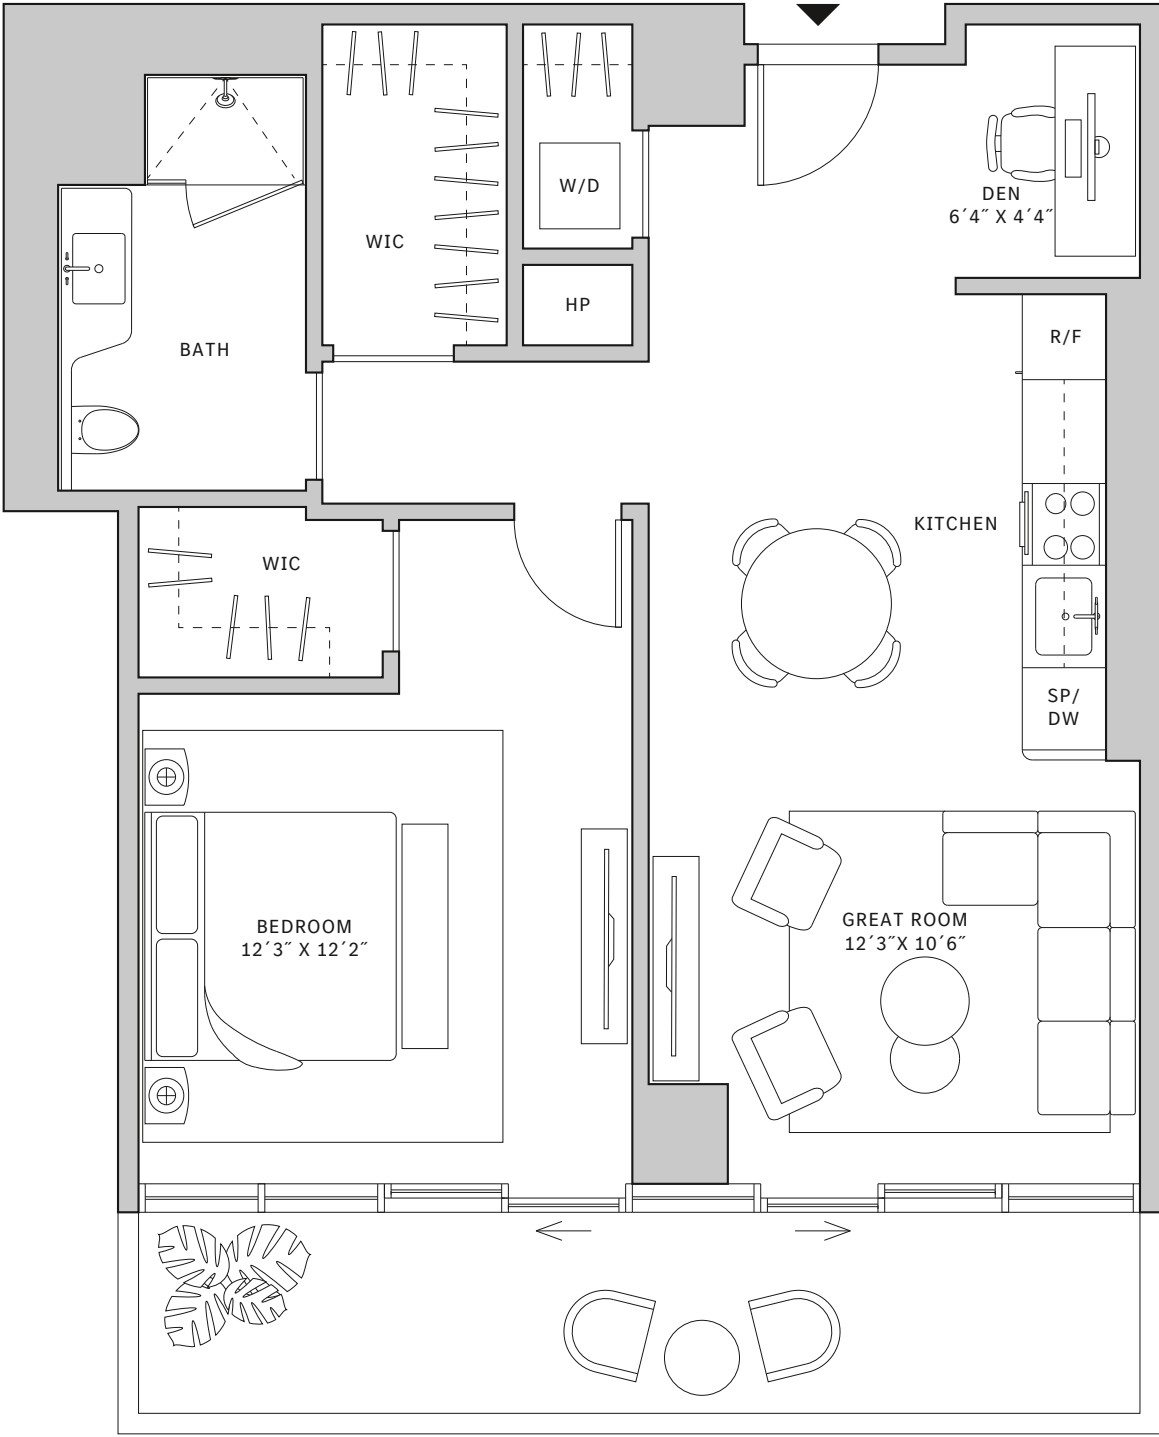 W/D
DEN
6´4˝ X 4´4˝
WIC
HP
R/F
BATH
KITCHEN
WIC
SP/
DW
BEDROOM
12´3˝ X 12´2˝
GREAT ROOM
12´3˝X 10´6˝